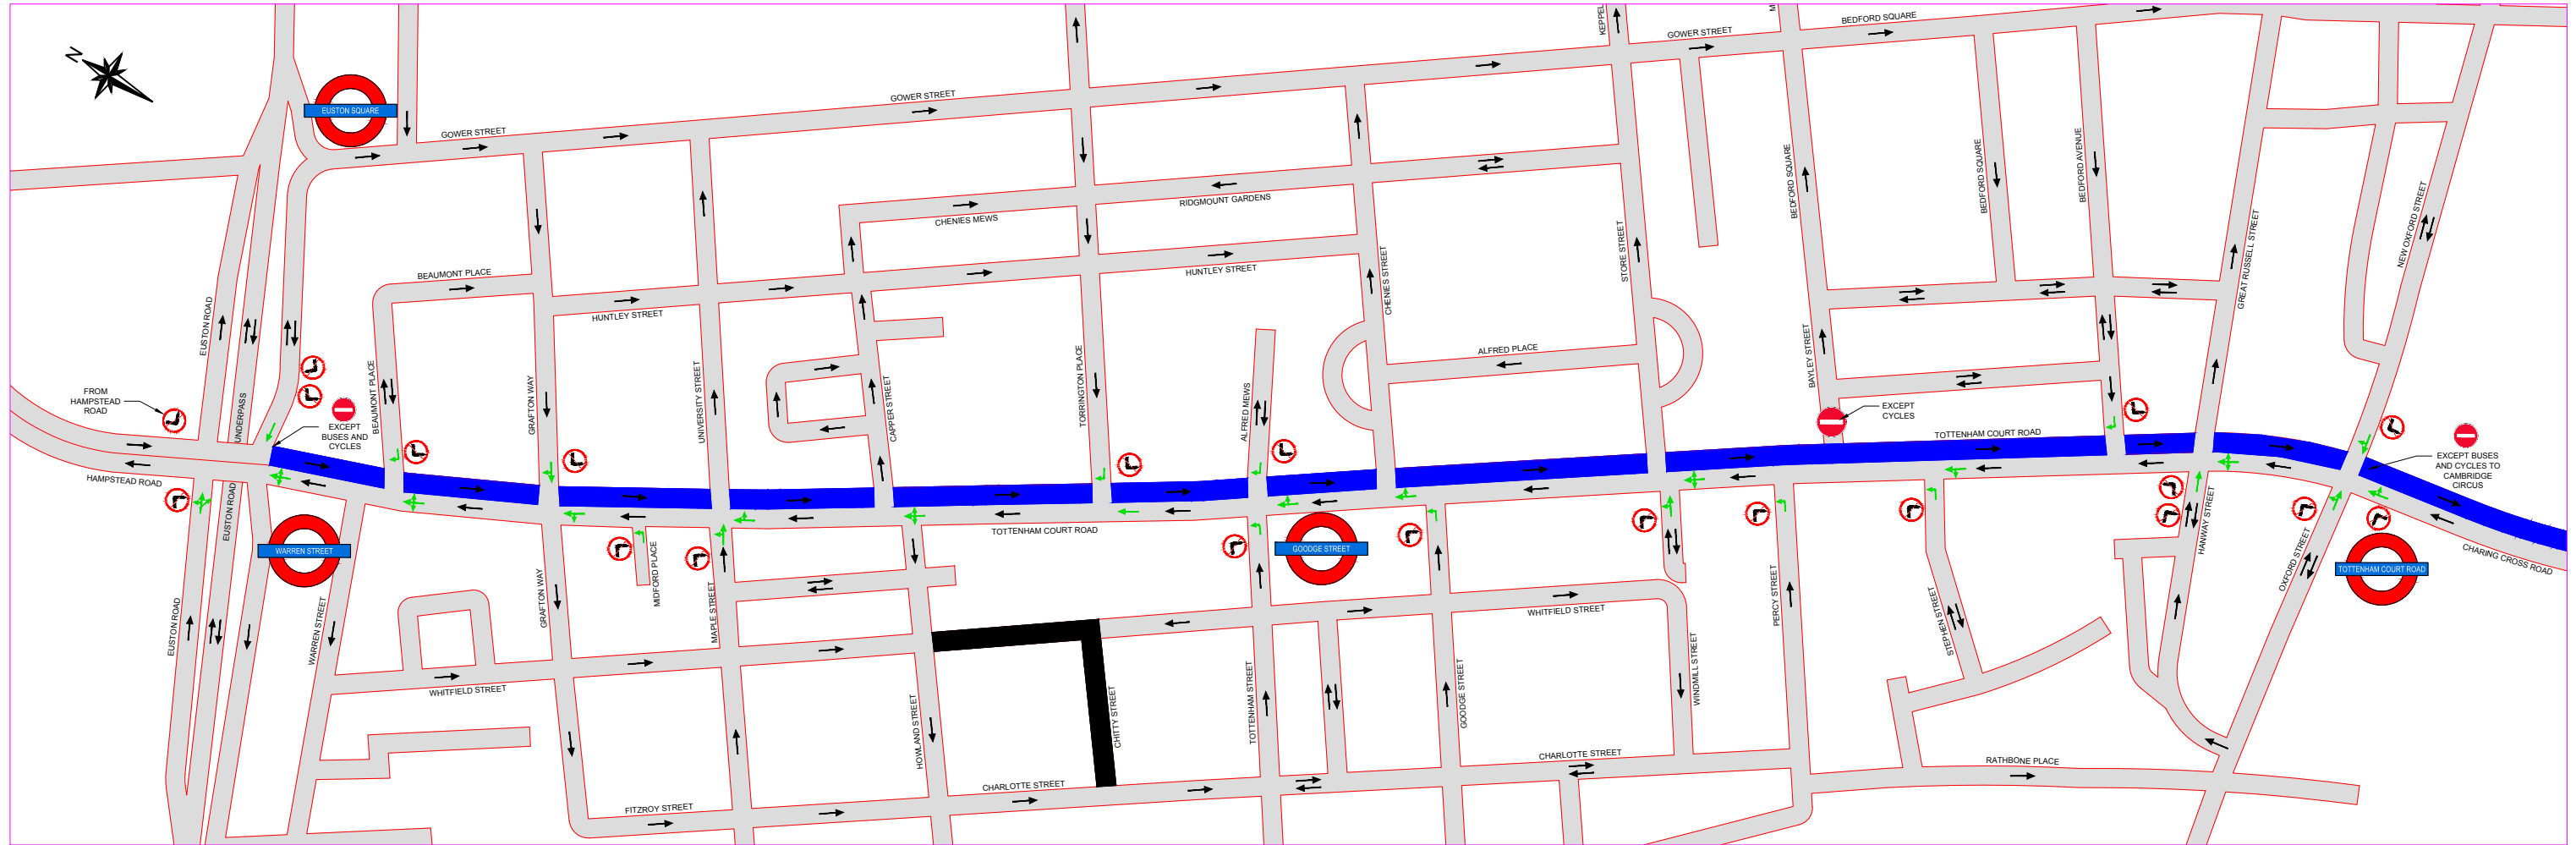 KEPPEL
M
BEDFORD SQUARE
GOWER STREET
N
EUSTON SQUARE
GOWER STREET
GOWER STREET
BEDFORD SQUARE
BEDFORD SQUARE
BEDFORD AVENUE
RIDGMOUNT GARDENS
CHENIES MEWS
NEW OXFORD STREET
GREAT RUSSELL STREET
STORE STREET
CHENIES STREET
BEAUMONT PLACE
HUNTLEY STREET
HUNTLEY STREET
EUSTON ROAD
ALFRED PLACE
BAYLEY STREET
BEAUMONT PLACE
GRAFTON WAY
UNIVERSITY STREET
CAPPER STREET
TORRINGTON PLACE
ALFRED MEWS
FROM
HAMPSTEAD
ROAD
UNDERPASS
EXCEPT
BUSES AND
CYCLES
EXCEPT
CYCLES
TOTTENHAM COURT ROAD
EXCEPT BUSES
AND CYCLES TO
CAMBRIDGE
CIRCUS
HAMPSTEAD ROAD
EUSTON ROAD
TOTTENHAM COURT ROAD
WARREN STREET
GOODGE STREET
HANWAY STREET
OXFORD STREET
CHARING CROSS ROAD
TOTTENHAM COURT ROAD
MIDFORD PLACE
GRAFTON WAY
MAPLE STREET
PERCY STREET
STEPHEN STREET
WHITFIELD STREET
EUSTON ROAD
WARREN STREET
WINDMILL STREET
WHITFIELD STREET
HOWLAND STREET
CHITTY STREET
TOTTENHAM STREET
GOODGE STREET
CHARLOTTE STREET
RATHBONE PLACE
CHARLOTTE STREET
FITZROY STREET